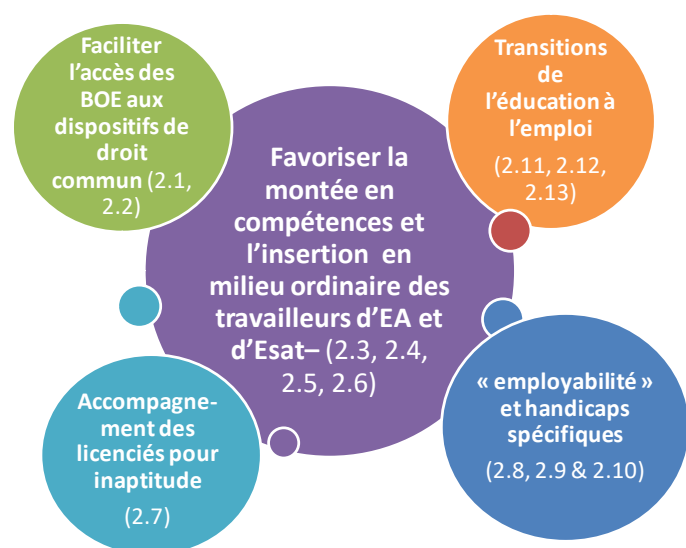 Faciliter
l'accès des
BOE aux
dispositifs de
droit
commun (2.1,
2.2)
Transitions
de
l'éducation à
l'emploi
(2.11, 2.12,
2.13)
Favoriser la
montée en
compétences et
l'insertion en
milieu ordinaire des
travailleurs d'EA et
d'Esat– (2.3, 2.4,
2.5, 2.6)
Accompagne-
ment des
licenciés pour
inaptitude
(2.7)
« employabilité »
et handicaps
spécifiques
(2.8, 2.9 & 2.10)